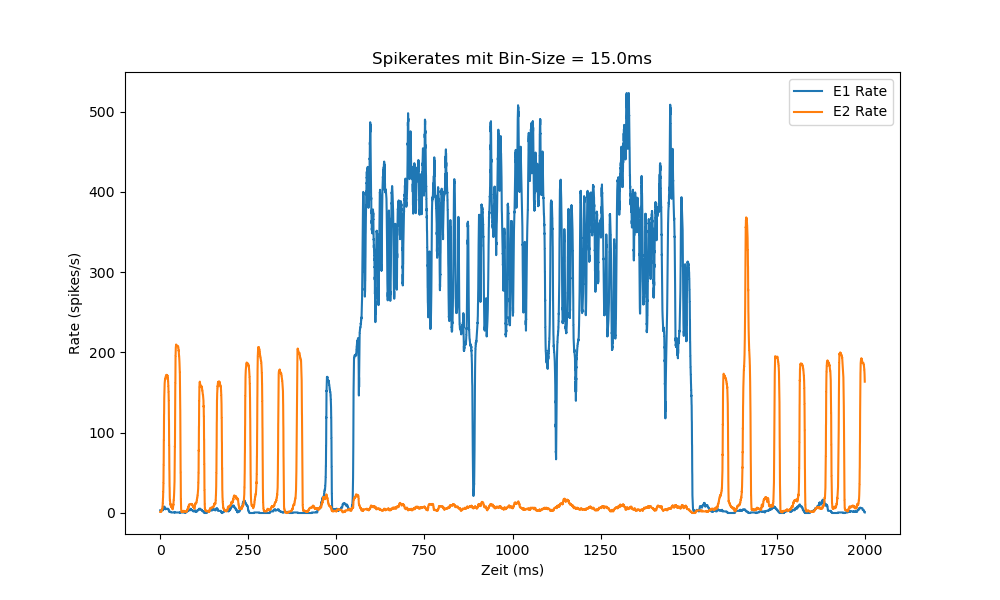 Spikerates mit Bin-Size = 15.0ms
E1 Rate
E2 Rate
Rate (spikes/s)
500
400
300
200
100
0
0 250 500 750 1000 1250 1500 1750 2000
Zeit (ms)